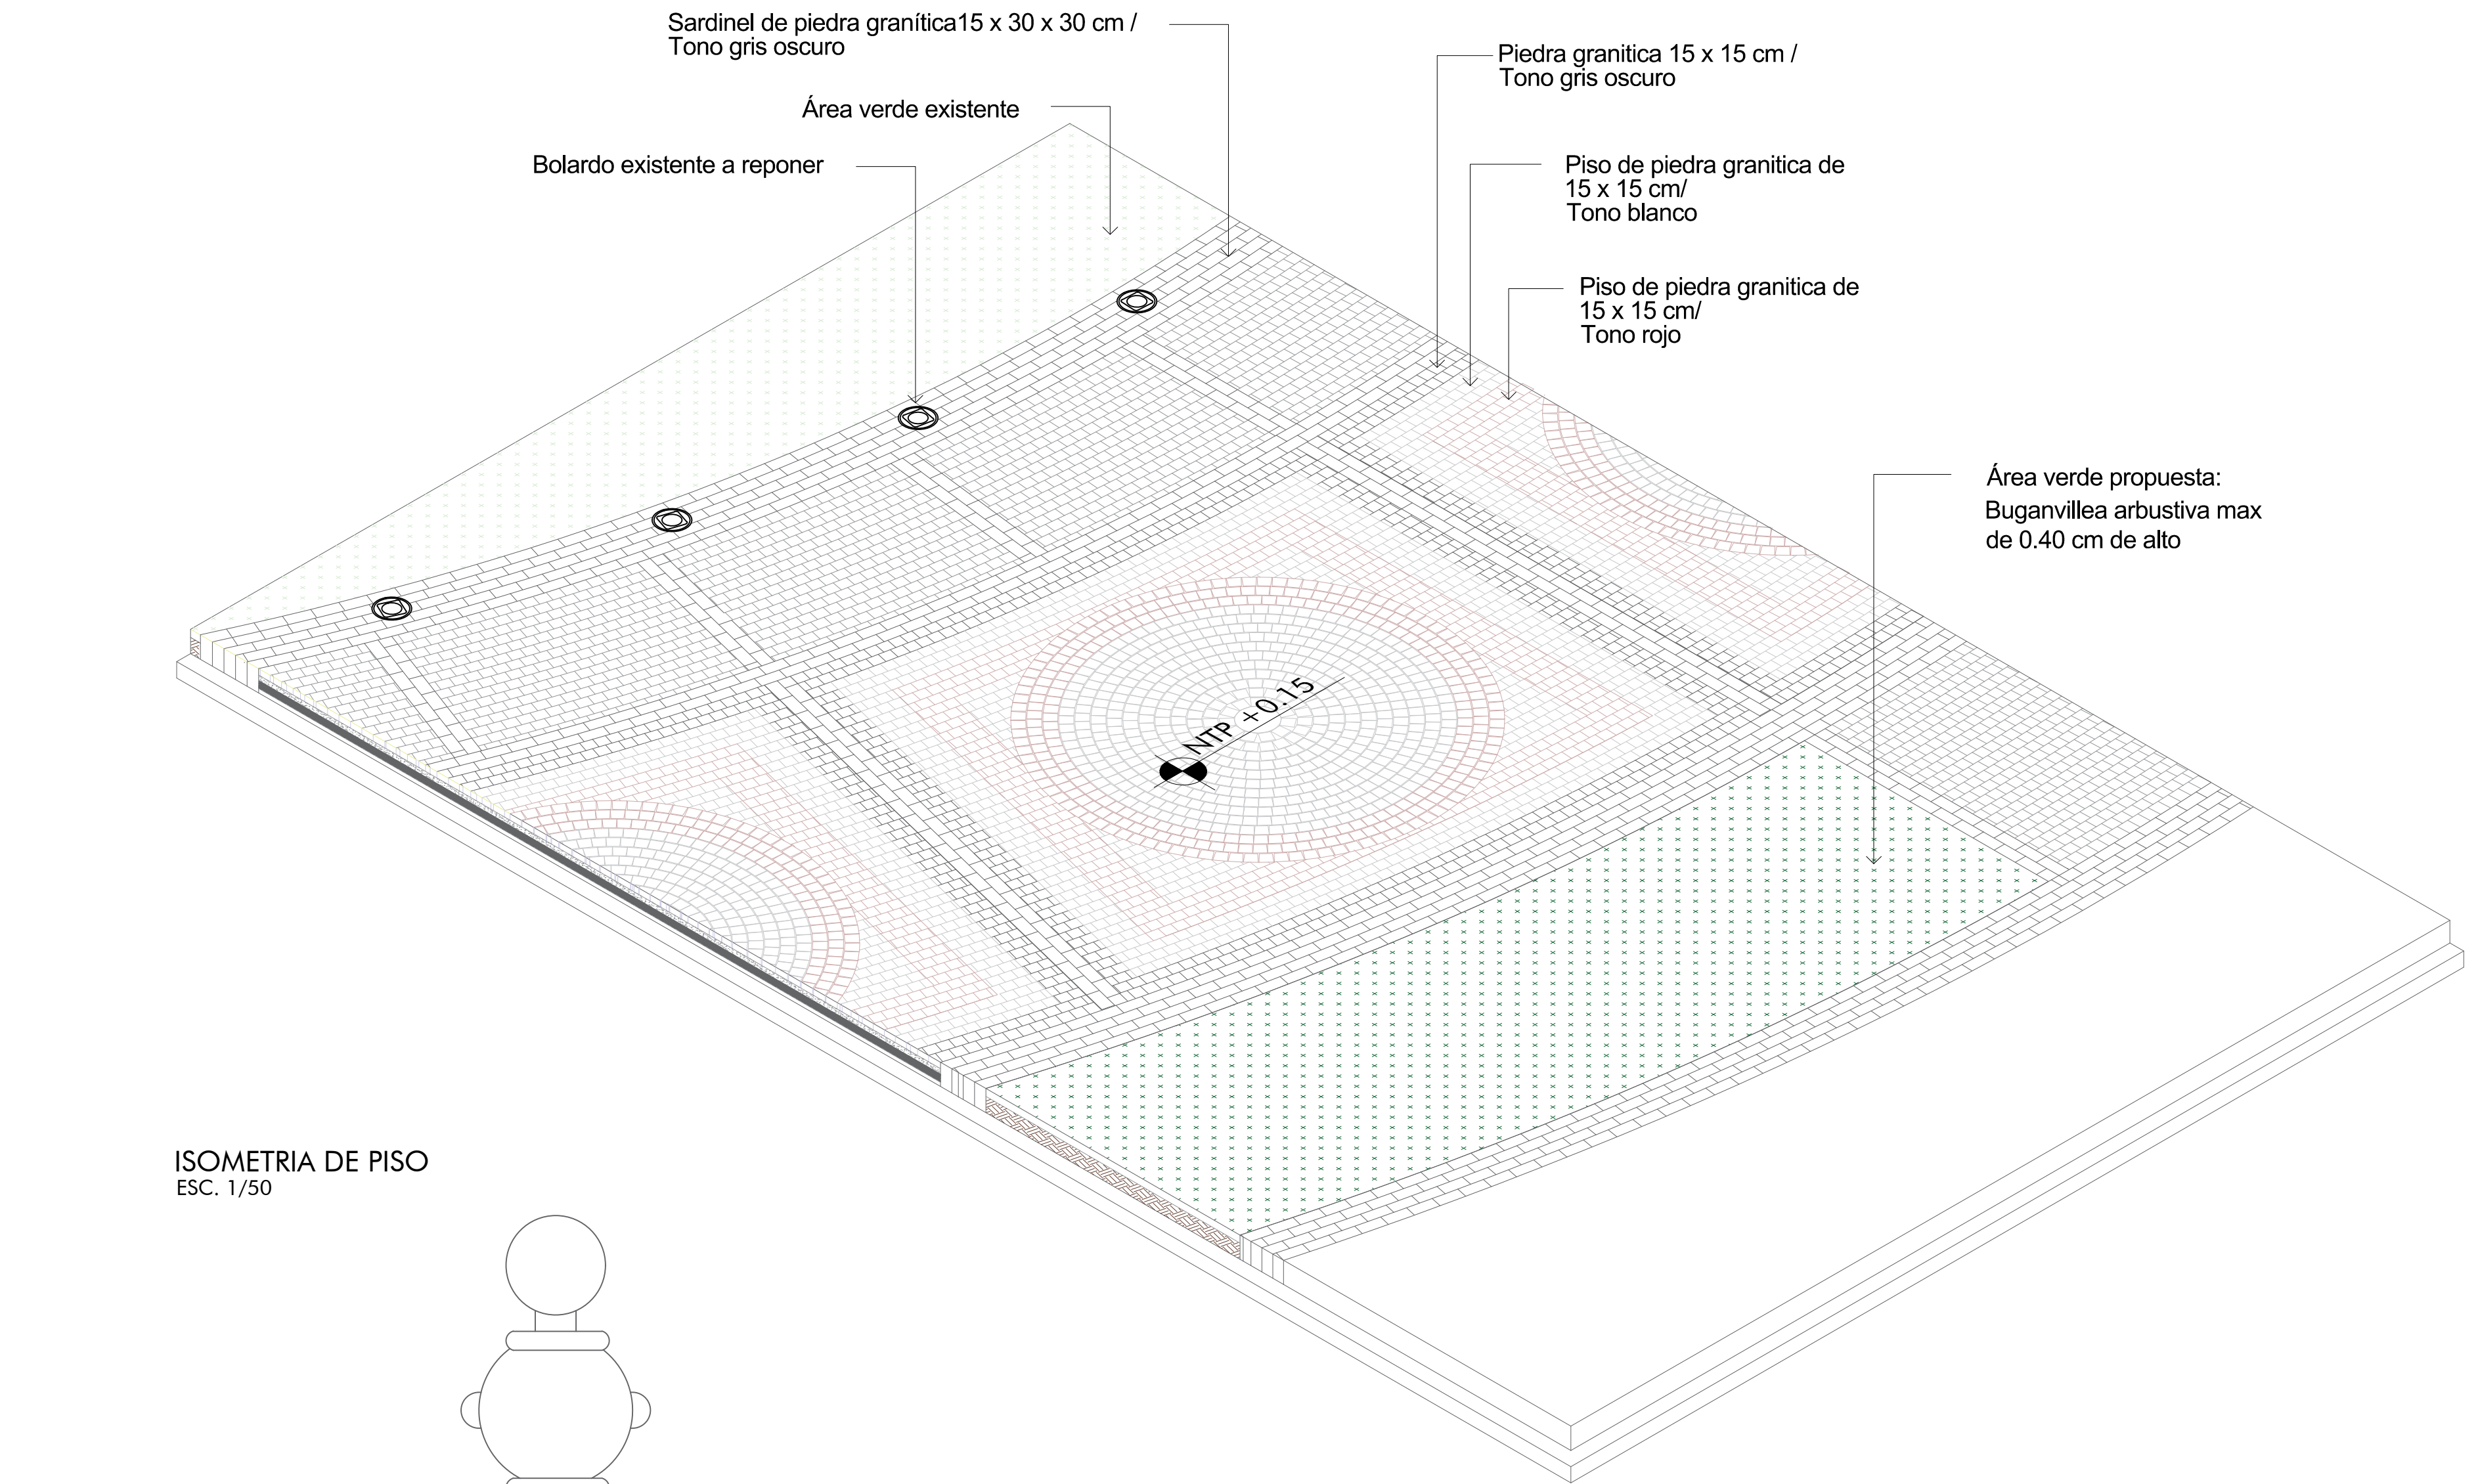 Sardinel de piedra granítica15 x 30 x 30 cm /
Tono gris oscuro
Piedra granitica 15 x 15 cm /
Tono gris oscuro
Área verde existente
Bolardo existente a reponer
Piso de piedra granitica de
15 x 15 cm/
Tono blanco
Piso de piedra granitica de
15 x 15 cm/
Tono rojo
Área verde propuesta:
Buganvillea arbustiva max
de 0.40 cm de alto
NTP +0.15
ISOMETRIA DE PISO
ESC. 1/50